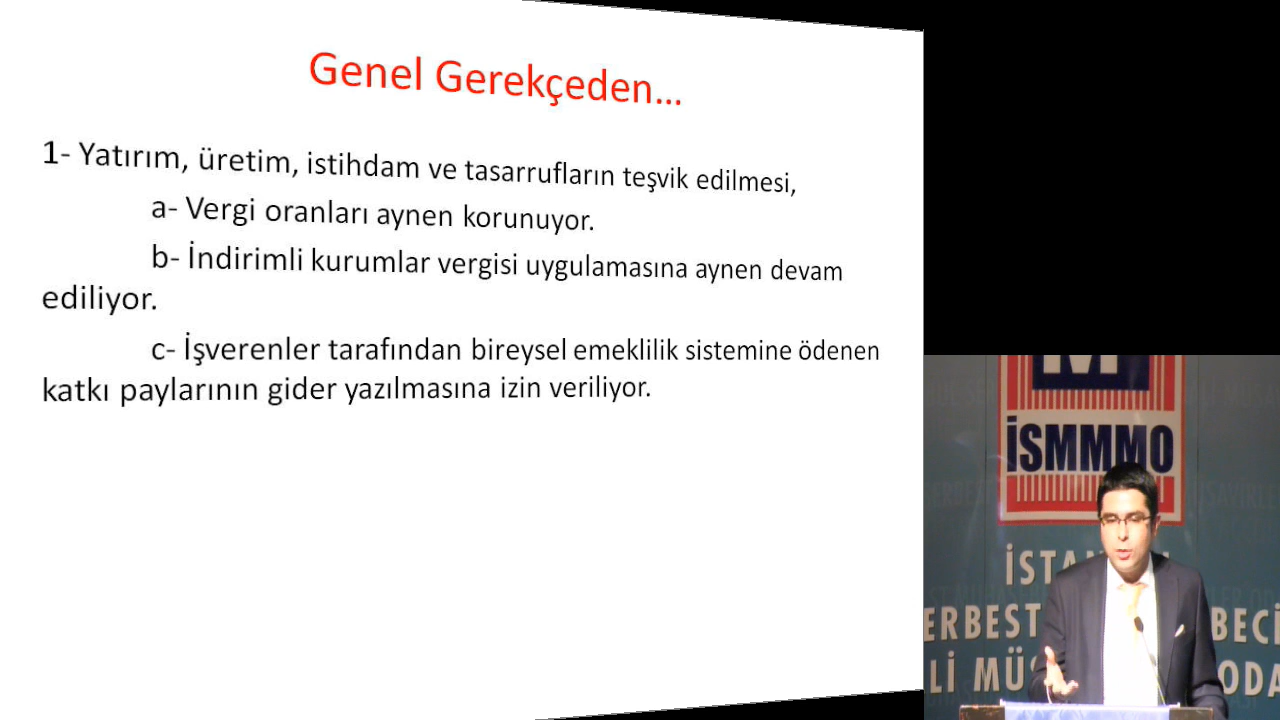 Genel Gerekçeden...
1- Yatırım, üretim, istihdam ve tasarrufların teşvik edilmesi,
a- Vergi oranları aynen korunuyor.
b- İndirimli kurumlar vergisi uygulamasına aynen devam
ediliyor.
c- İşverenler tarafından bireysel emeklilik sistemine ödenen
katkı paylarının gider yazılmasına izin veriliyor.
M
İSMMMO
İSTAN
ERBEST BECİ
Lİ MÜŞ ODA